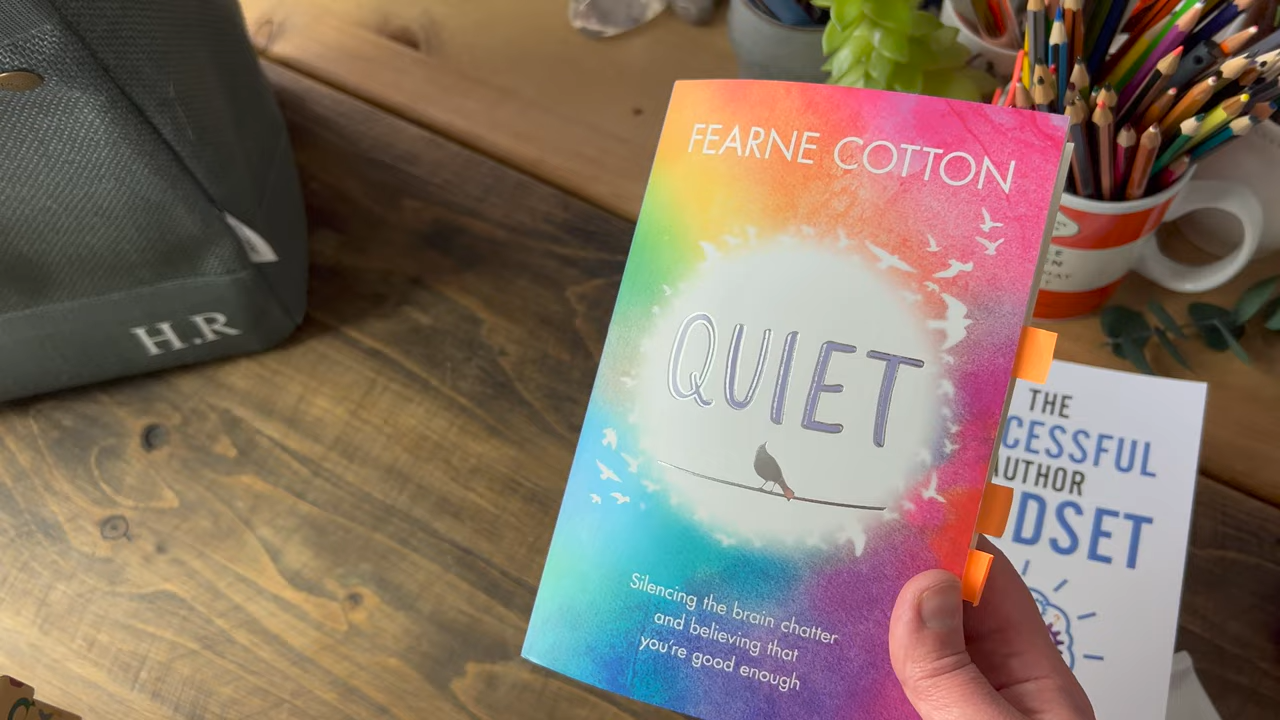 H.R
FEARNE COTTON
QUIET
Silencing the brain chatter
and believing that
you're good enough
THE
CESSFUL
AUTHOR
DSET